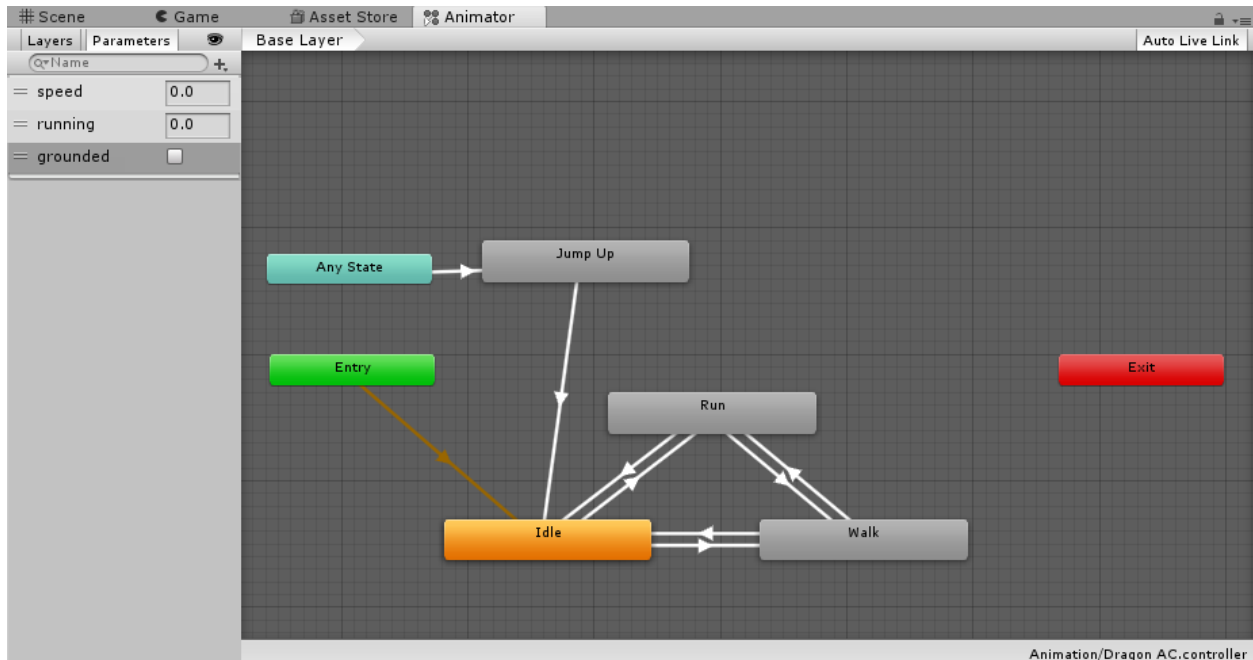 Scene Game Asset Store Animator
Layers Parameters Base Layer Auto Live Link
Name
speed 0.0
running 0.0
grounded
Jump Up
Any State
Entry
Exit
Run
Idle
Walk
Animation/Dragon AC.controller